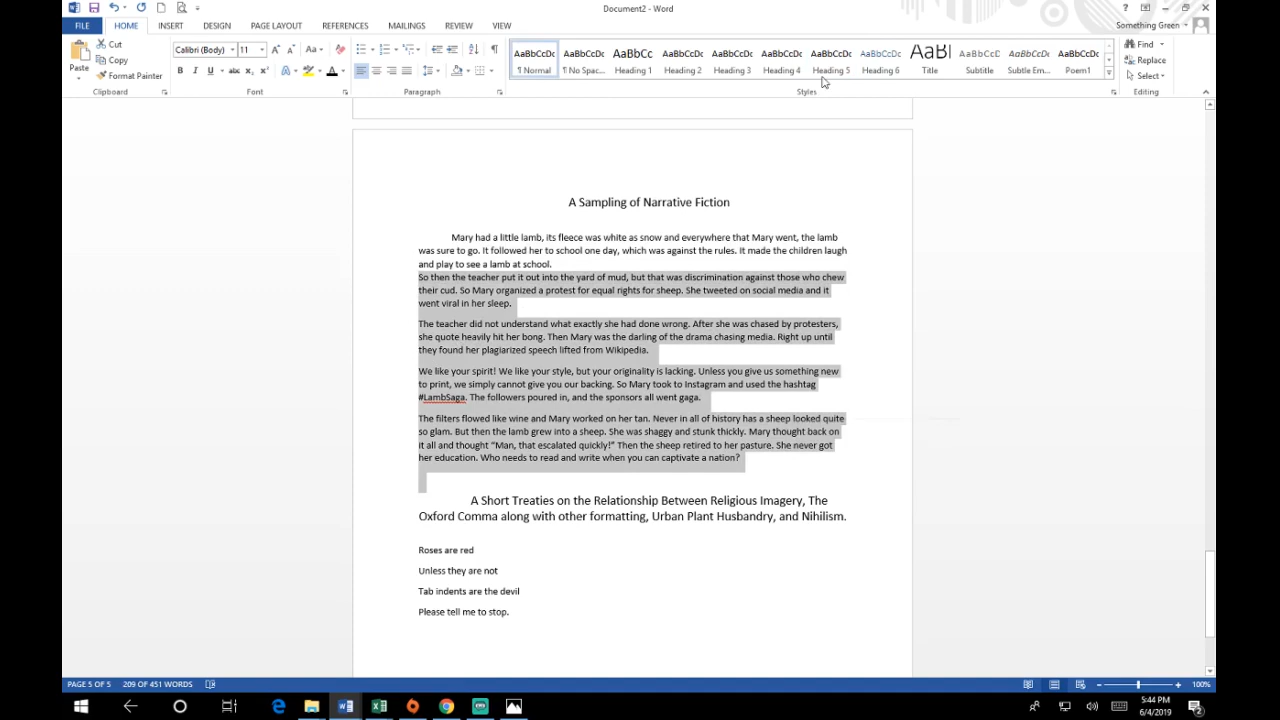 Document2 - Word
FILE HOME INSERT DESIGN PAGE LAYOUT REFERENCES MAILINGS REVIEW VIEW
Something Green
Cut
Copy
Format Painter
Paste
Clipboard
Calibri (Body) 11
Font
Paragraph
AaBbCcDc AaBbCcDc AaBbCc AaBbCcDc AaBbCcDc AaBbCcDc AaBbCcDc AaBbCcDc AaBl AaBbCcC AaBbCcDc AaBbCcDc
¶ Normal ¶ No Spac... Heading 1 Heading 2 Heading 3 Heading 4 Heading 5 Heading 6 Title Subtitle Subtle Em... Poem1
Styles
Find
Replace
Select
Editing
A Sampling of Narrative Fiction
Mary had a little lamb, its fleece was white as snow and everywhere that Mary went, the lamb
was sure to go. It followed her to school one day, which was against the rules. It made the children laugh
and play to see a lamb at school.
So then the teacher put it out into the yard of mud, but that was discrimination against those who chew
their cud. So Mary organized a protest for equal rights for sheep. She tweeted on social media and it
went viral in her sleep.
The teacher did not understand what exactly she had done wrong. After she was chased by protesters,
she quote heavily hit her bong. Then Mary was the darling of the drama chasing media. Right up until
they found her plagiarized speech lifted from Wikipedia.
We like your spirit! We like your style, but your originality is lacking. Unless you give us something new
to print, we simply cannot give you our backing. So Mary took to Instagram and used the hashtag
#LambSaga. The followers poured in, and the sponsors all went gaga.
The filters flowed like wine and Mary worked on her tan. Never in all of history has a sheep looked quite
so glam. But then the lamb grew into a sheep. She was shaggy and stunk thickly. Mary thought back on
it all and thought “Man, that escalated quickly!” Then the sheep retired to her pasture. She never got
her education. Who needs to read and write when you can captivate a nation?
A Short Treaties on the Relationship Between Religious Imagery, The
Oxford Comma along with other formatting, Urban Plant Husbandry, and Nihilism.
Roses are red
Unless they are not
Tab indents are the devil
Please tell me to stop.
PAGE 5 OF 5 209 OF 451 WORDS
100%
5:44 PM
6/4/2019